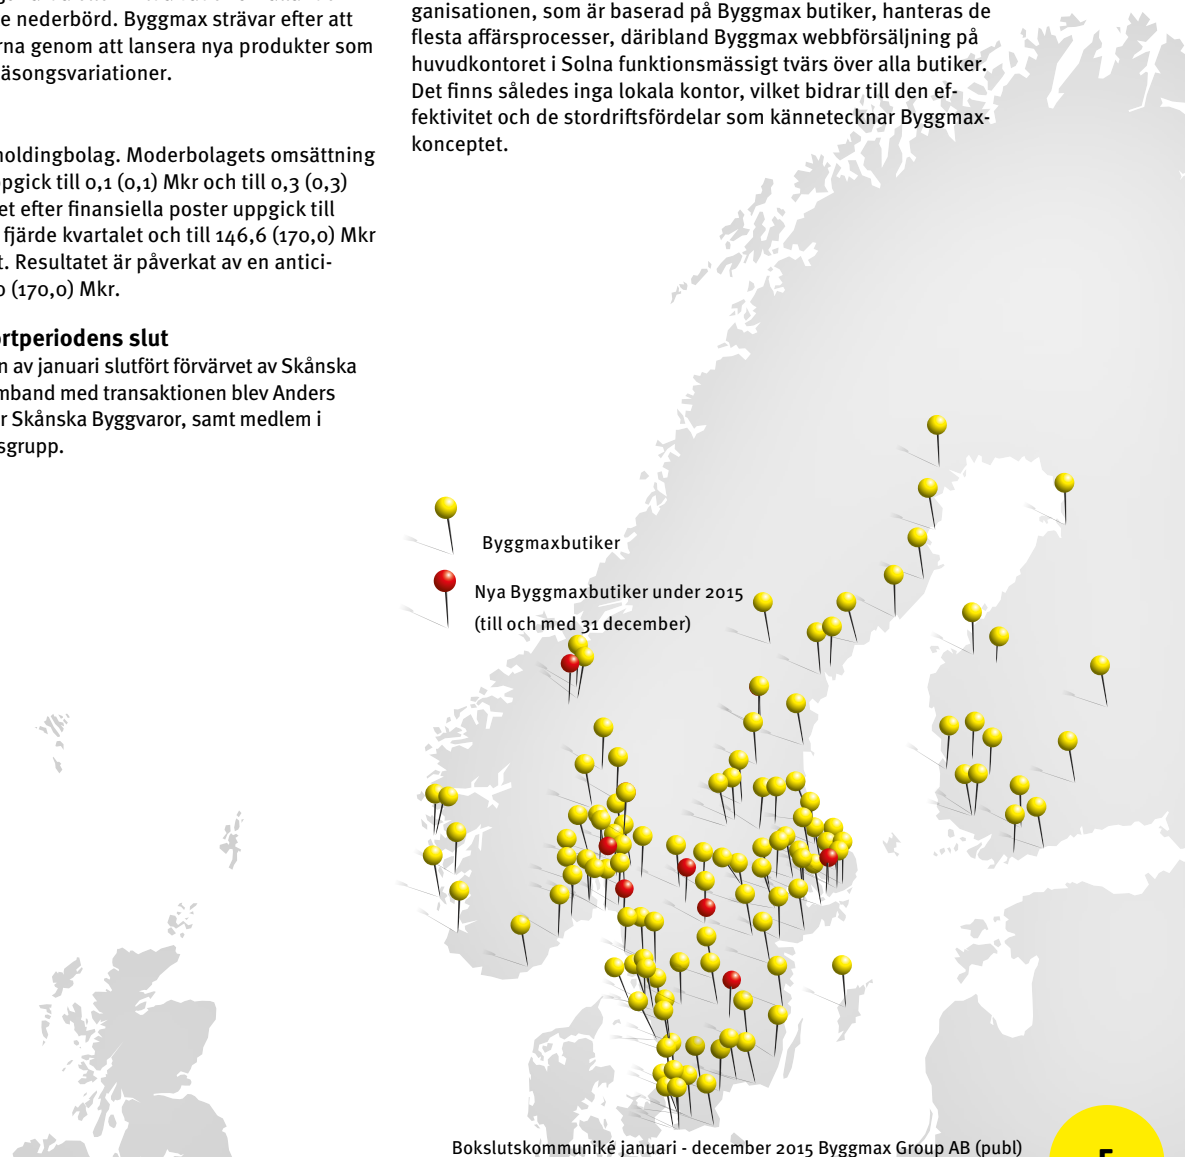 e nederbörd. Byggmax strävar efter att
rna genom att lansera nya produkter som
äsongsvariationer.
holdingbolag. Moderbolagets omsättning
pgick till 0,1 (0,1) Mkr och till 0,3 (0,3)
et efter finansiella poster uppgick till
fjärde kvartalet och till 146,6 (170,0) Mkr
t. Resultatet är påverkat av en antici-
0 (170,0) Mkr.
rtperiodens slut
n av januari slutfört förvärvet av Skånska
mband med transaktionen blev Anders
r Skånska Byggvaror, samt medlem i
sgrupp.
ganisationen, som är baserad på Byggmax butiker, hanteras de
flesta affärsprocesser, däribland Byggmax webbförsäljning på
huvudkontoret i Solna funktionsmässigt tvärs över alla butiker.
Det finns således inga lokala kontor, vilket bidrar till den ef-
fektivitet och de stordriftsfördelar som kännetecknar Byggmax-
konceptet.
Byggmaxbutiker
Nya Byggmaxbutiker under 2015
(till och med 31 december)
Bokslutskommuniké januari - december 2015 Byggmax Group AB (publ)